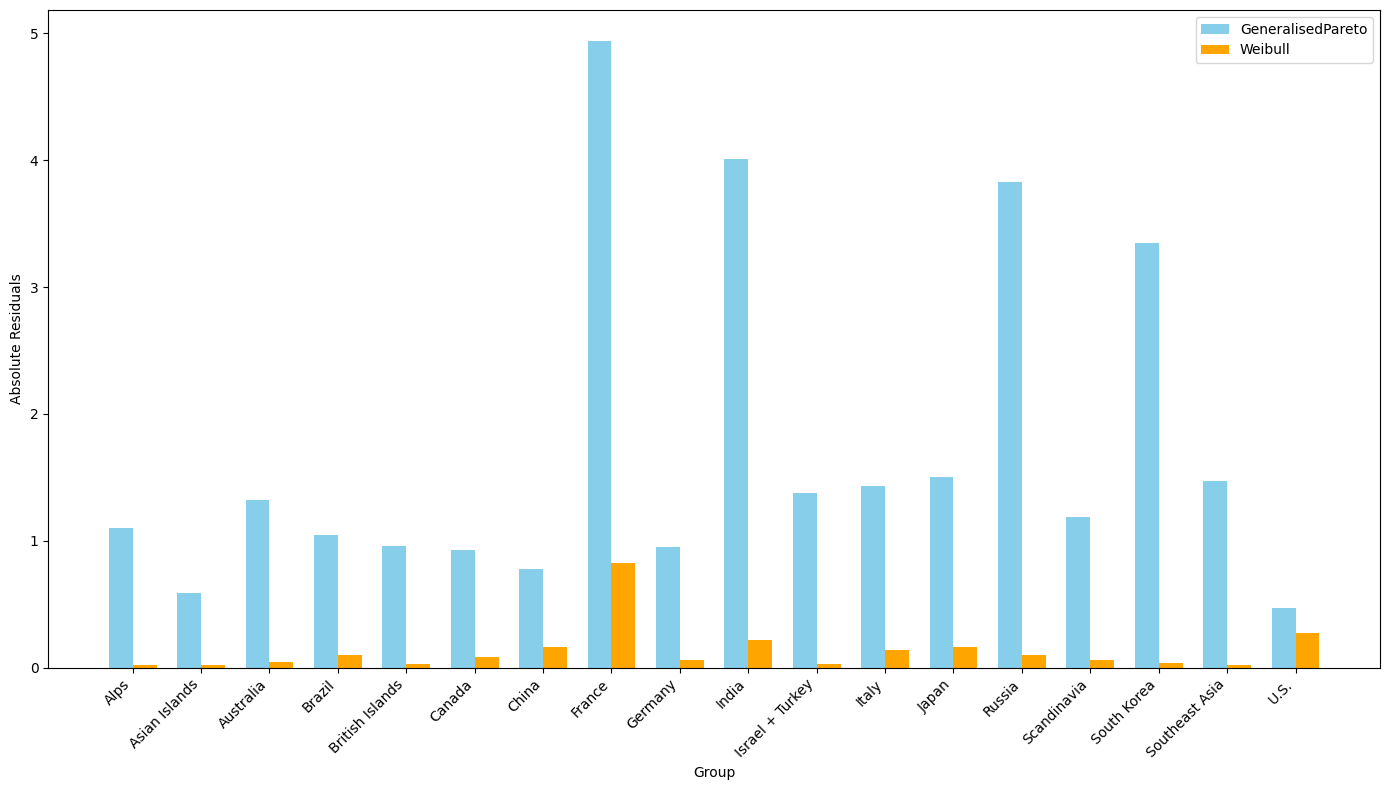 GeneralisedPareto
Weibull
Absolute Residuals
5
4
3
2
1
0
Alps
Asian Islands
Australia
Brazil
British Islands
Canada
China
France
Germany
India
Israel + Turkey
Italy
Japan
Russia
Scandinavia
South Korea
Southeast Asia
U.S.
Group